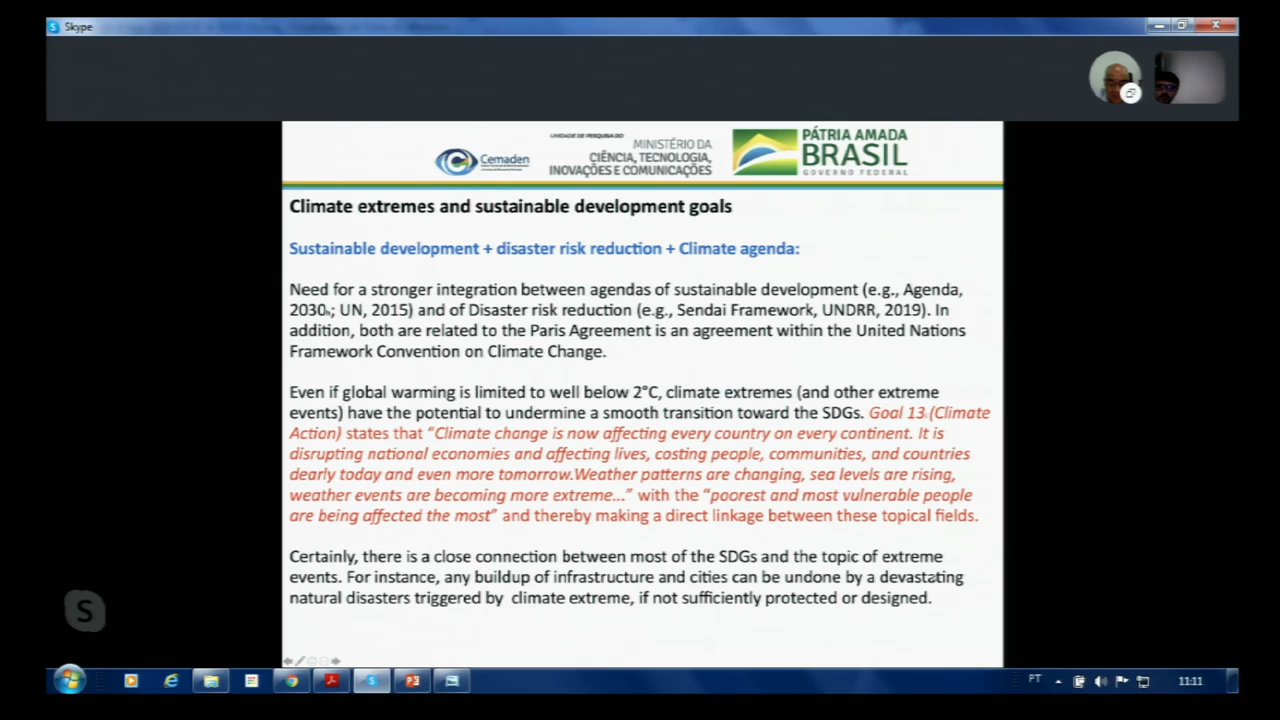 Skype
Cemaden
UNIDADE DE PESQUISA DO
MINISTÉRIO DA
CIÊNCIA, TECNOLOGIA,
INOVAÇÕES E COMUNICAÇÕES
PÁTRIA AMADA
BRASIL
GOVERNO FEDERAL
Climate extremes and sustainable development goals
Sustainable development + disaster risk reduction + Climate agenda:
Need for a stronger integration between agendas of sustainable development (e.g., Agenda,
2030,; UN, 2015) and of Disaster risk reduction (e.g., Sendai Framework, UNDRR, 2019). In
addition, both are related to the Paris Agreement is an agreement within the United Nations
Framework Convention on Climate Change.
Even if global warming is limited to well below 2°C, climate extremes (and other extreme
events) have the potential to undermine a smooth transition toward the SDGs. Goal 13 (Climate
Action) states that “Climate change is now affecting every country on every continent. It is
disrupting national economies and affecting lives, costing people, communities, and countries
dearly today and even more tomorrow.Weather patterns are changing, sea levels are rising,
weather events are becoming more extreme...” with the “poorest and most vulnerable people
are being affected the most” and thereby making a direct linkage between these topical fields.
Certainly, there is a close connection between most of the SDGs and the topic of extreme
events. For instance, any buildup of infrastructure and cities can be undone by a devastating
natural disasters triggered by climate extreme, if not sufficiently protected or designed.
S
PT
11:11